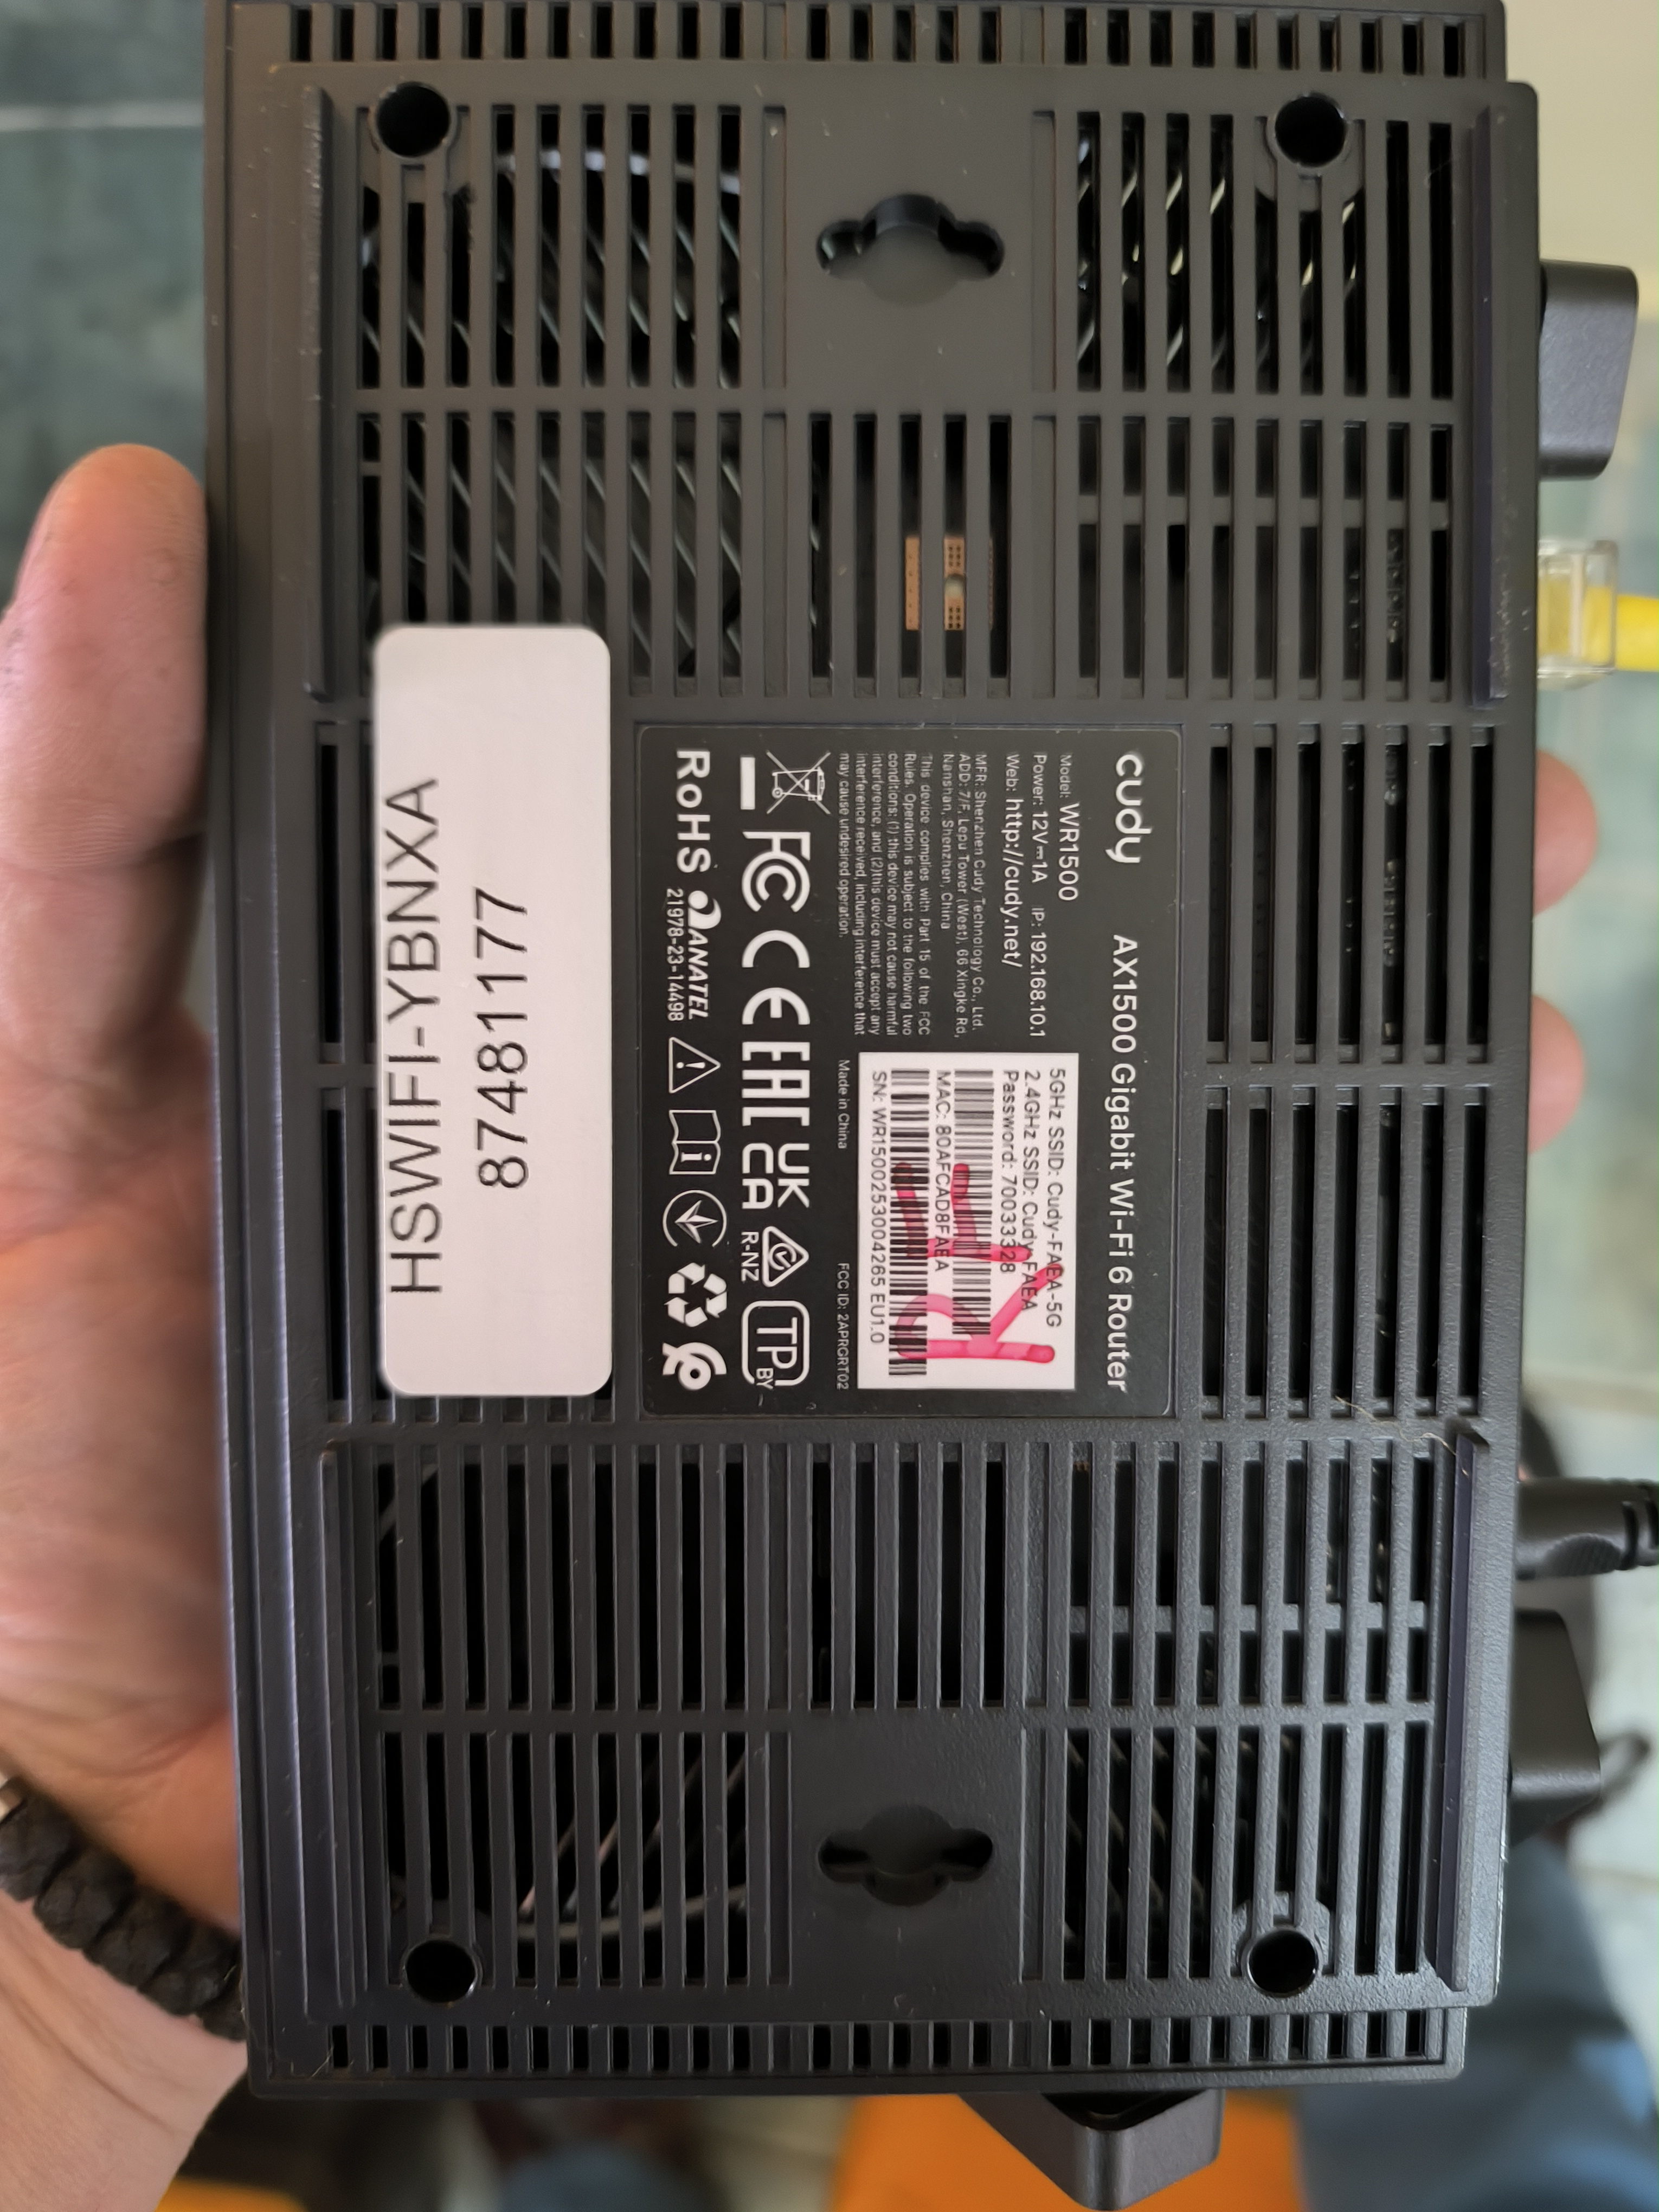 cudy AX1500 Gigabit Wi-Fi 6 Router
Model: WR1500
Power: 12V⎓1A IP: 192.168.10.1
Web: http://cudy.net/
MFR: Shenzhen Cudy Technology Co., Ltd.
ADD: 7/F, Lepu Tower (West), 66 Xingke Rd,
Nanshan, Shenzhen, China
This device complies with Part 15 of the FCC
Rules. Operation is subject to the following two
conditions: (1) this device may not cause harmful
interference, and (2)this device must accept any
interference received, including interference that
may cause undesired operation.
Made in China
FCC ID: 2APRGRT02
5GHz SSID: Cudy-FAEA-5G
2.4GHz SSID: Cudy-FAEA
Password: 70033328
MAC: 80AFCAD8FAEA
SN: WR1500253004265 EU1.0
FC CE EAC UK
CA
R-NZ
TP
BY
RoHS ANATEL
21978-23-14498
HSWIFI-YBNXA
87481177